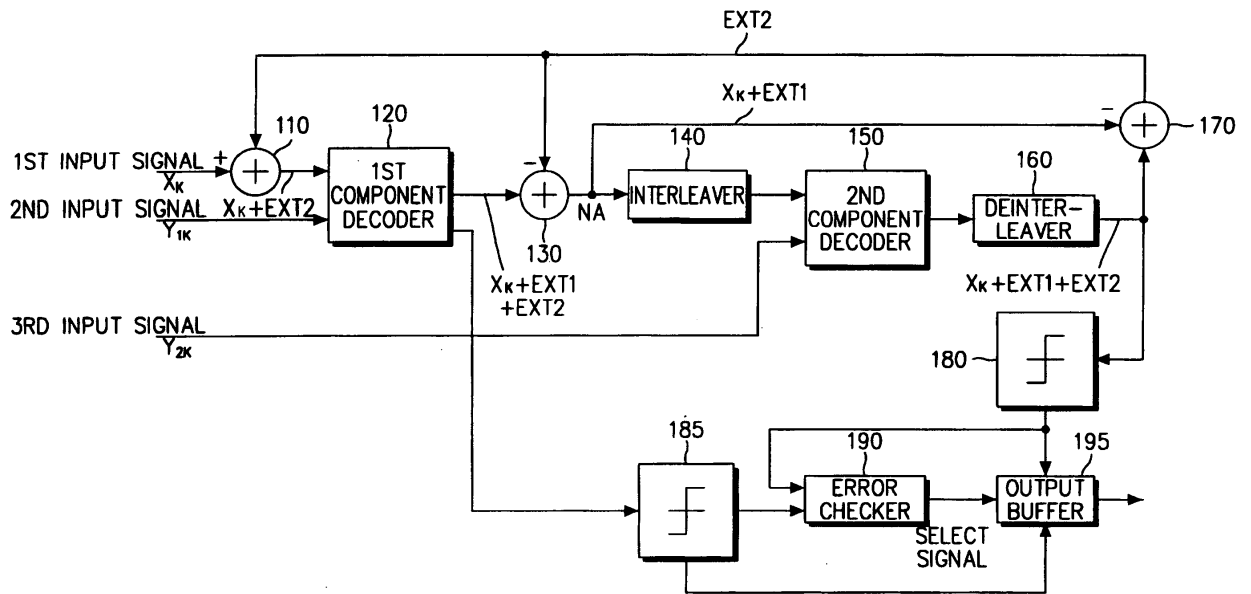 EXT2
XK+EXT1
110
120
140
150
160
170
1ST INPUT SIGNAL
XK
+
+
XK+EXT2
2ND INPUT SIGNAL
Y1K
1ST
COMPONENT
DECODER
-
+
NA
130
XK+EXT1
+EXT2
INTERLEAVER
2ND
COMPONENT
DECODER
DEINTER-
LEAVER
-
+
XK+EXT1+EXT2
3RD INPUT SIGNAL
Y2K
180
185
190
195
ERROR
CHECKER
OUTPUT
BUFFER
SELECT
SIGNAL